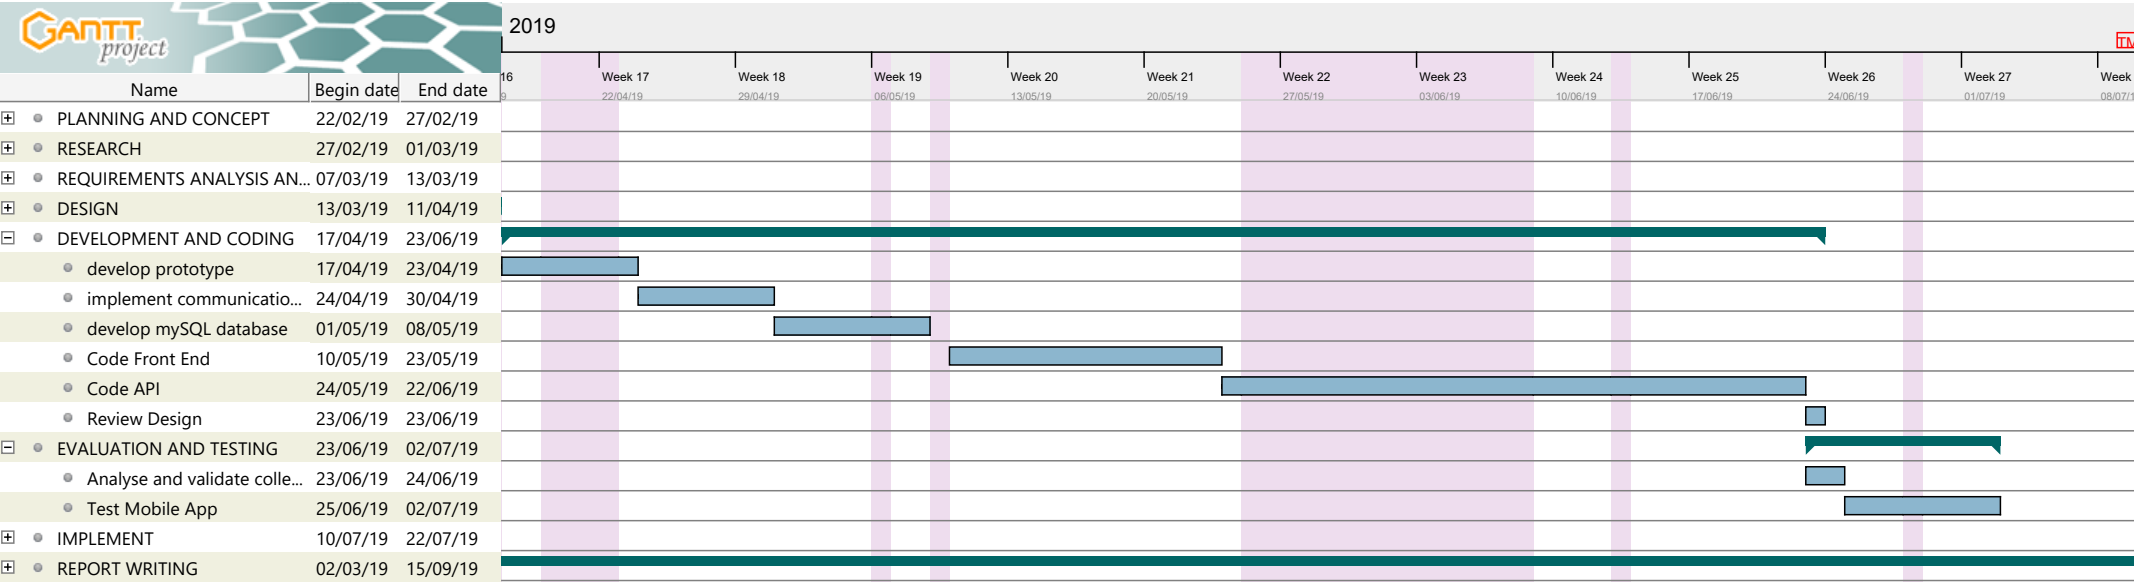 GANTT
project
2019
Name Begin date End date
16 Week 17 Week 18 Week 19 Week 20 Week 21 Week 22 Week 23 Week 24 Week 25 Week 26 Week 27 Week
9 22/04/19 29/04/19 06/05/19 13/05/19 20/05/19 27/05/19 03/06/19 10/06/19 17/06/19 24/06/19 01/07/19 08/07/1
PLANNING AND CONCEPT 22/02/19 27/02/19
RESEARCH 27/02/19 01/03/19
REQUIREMENTS ANALYSIS AN... 07/03/19 13/03/19
DESIGN 13/03/19 11/04/19
DEVELOPMENT AND CODING 17/04/19 23/06/19
develop prototype 17/04/19 23/04/19
implement communicatio... 24/04/19 30/04/19
develop mySQL database 01/05/19 08/05/19
Code Front End 10/05/19 23/05/19
Code API 24/05/19 22/06/19
Review Design 23/06/19 23/06/19
EVALUATION AND TESTING 23/06/19 02/07/19
Analyse and validate colle... 23/06/19 24/06/19
Test Mobile App 25/06/19 02/07/19
IMPLEMENT 10/07/19 22/07/19
REPORT WRITING 02/03/19 15/09/19